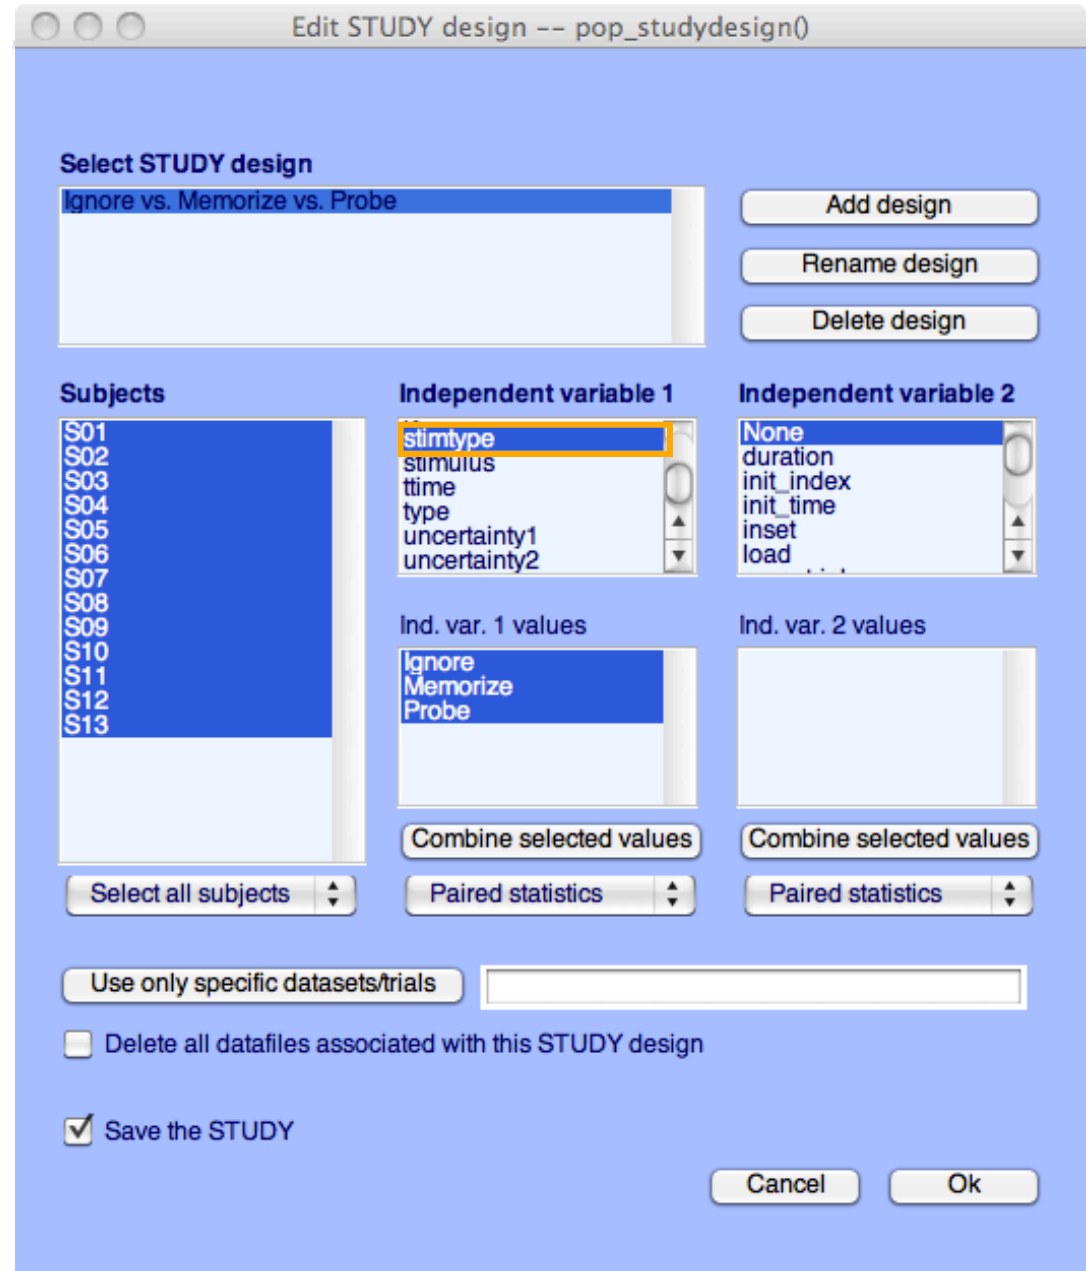 Edit STUDY design -- pop_studydesign()
Select STUDY design
Ignore vs. Memorize vs. Probe
Add design
Rename design
Delete design
Subjects
S01
S02
S03
S04
S05
S06
S07
S08
S09
S10
S11
S12
S13
Select all subjects
Independent variable 1
stimtype
stimulus
ttime
type
uncertainty1
uncertainty2
Ind. var. 1 values
Ignore
Memorize
Probe
Combine selected values
Paired statistics
Independent variable 2
None
duration
init_index
init_time
inset
load
Ind. var. 2 values
Combine selected values
Paired statistics
Use only specific datasets/trials
Delete all datafiles associated with this STUDY design
Save the STUDY
Cancel
Ok